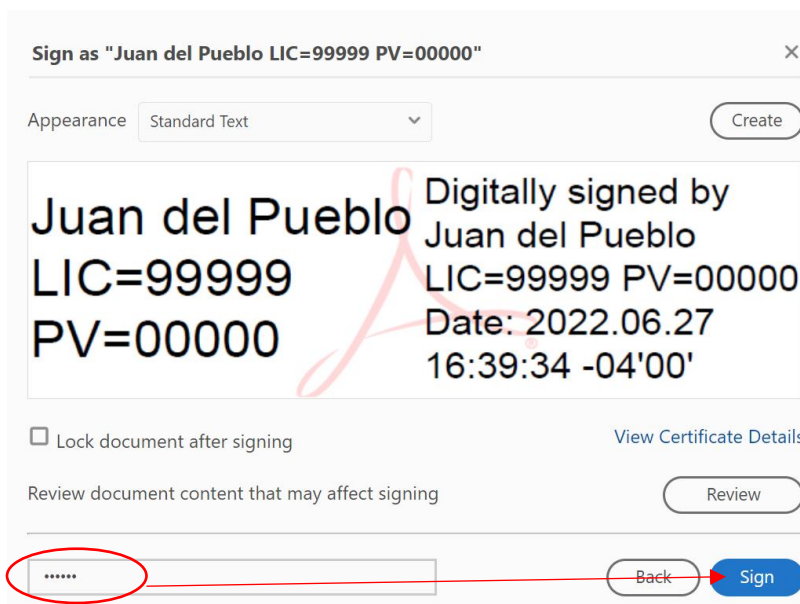 Sign as "Juan del Pueblo LIC=99999 PV=00000"
Appearance Standard Text Create
Juan del Pueblo
LIC=99999
PV=00000
Digitally signed by
Juan del Pueblo
LIC=99999 PV=00000
Date: 2022.06.27
16:39:34 -04'00'
Lock document after signing View Certificate Details
Review document content that may affect signing Review
•••••• Back Sign